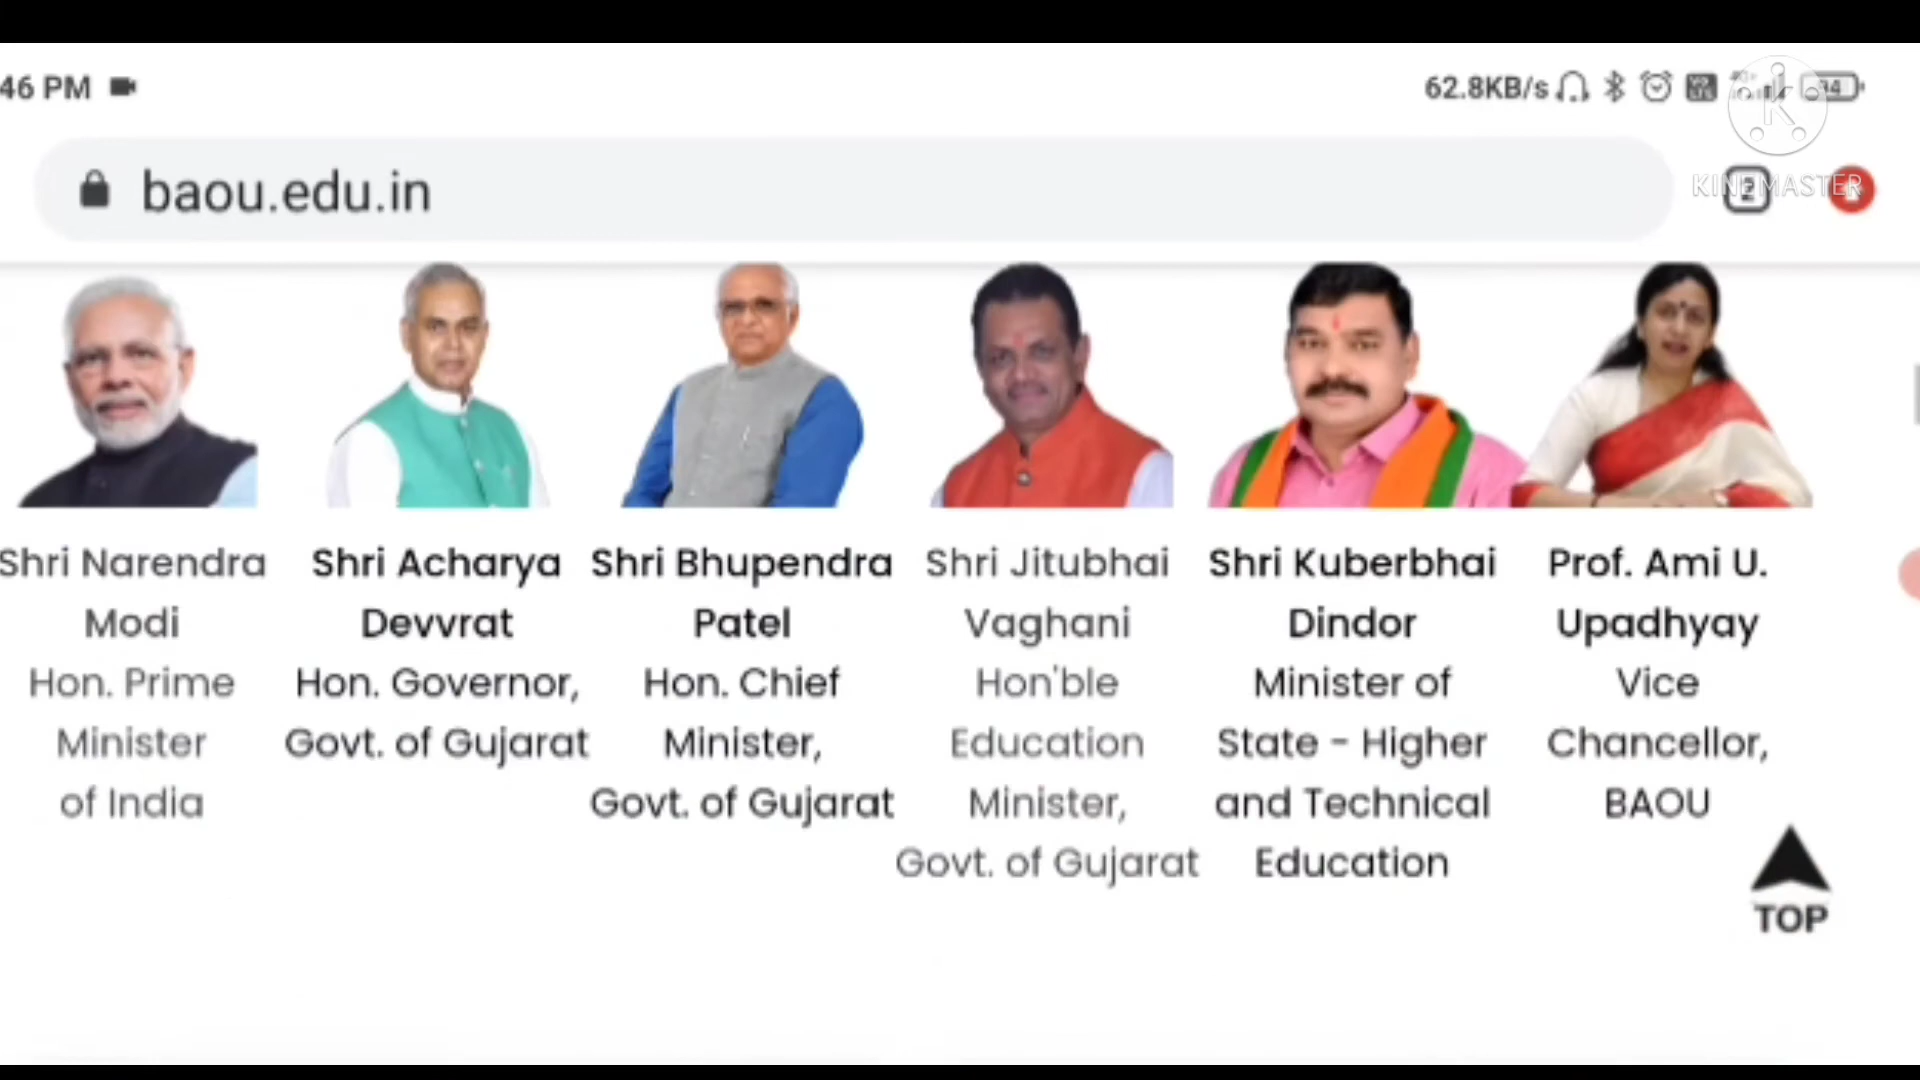 46 PM
62.8KB/s
KINEMASTER
baou.edu.in
2
Shri Narendra
Modi
Hon. Prime
Minister
of India
Shri Acharya
Devvrat
Hon. Governor,
Govt. of Gujarat
Shri Bhupendra
Patel
Hon. Chief
Minister,
Govt. of Gujarat
Shri Jitubhai
Vaghani
Hon'ble
Education
Minister,
Govt. of Gujarat
Shri Kuberbhai
Dindor
Minister of
State - Higher
and Technical
Education
Prof. Ami U.
Upadhyay
Vice
Chancellor,
BAOU
TOP